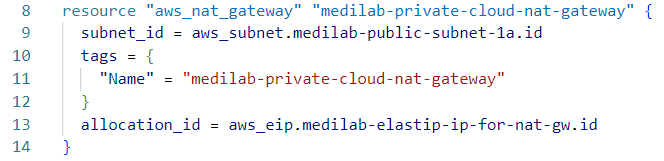 8 resource "aws_nat_gateway" "medilab-private-cloud-nat-gateway" {
9 subnet_id = aws_subnet.medilab-public-subnet-1a.id
10 tags = {
11 "Name" = "medilab-private-cloud-nat-gateway"
12 }
13 allocation_id = aws_eip.medilab-elastip-ip-for-nat-gw.id
14 }